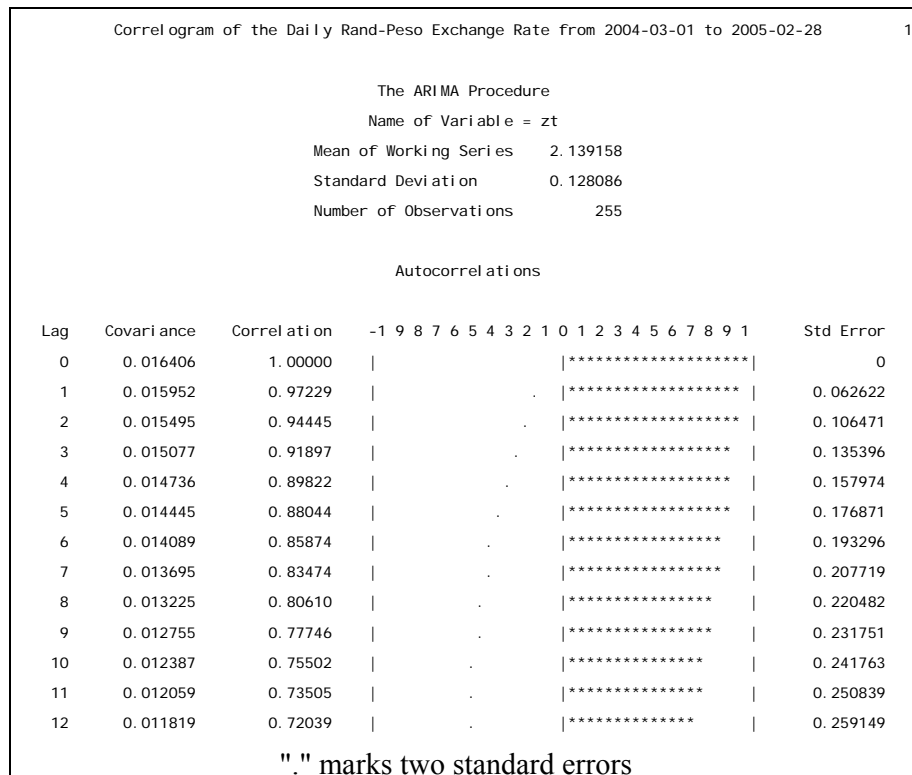 Correlogram of the Daily Rand-Peso Exchange Rate from 2004-03-01 to 2005-02-28 1
The ARIMA Procedure
Name of Variable = zt
Mean of Working Series 2.139158
Standard Deviation 0.128086
Number of Observations 255
Autocorrelations
Lag Covariance Correlation -1 9 8 7 6 5 4 3 2 1 0 1 2 3 4 5 6 7 8 9 1 Std Error
0 0.016406 1.00000 | |********************| 0
1 0.015952 0.97229 | . |******************* | 0.062622
2 0.015495 0.94445 | . |******************* | 0.106471
3 0.015077 0.91897 | . |****************** | 0.135396
4 0.014736 0.89822 | . |****************** | 0.157974
5 0.014445 0.88044 | . |****************** | 0.176871
6 0.014089 0.85874 | . |***************** | 0.193296
7 0.013695 0.83474 | . |***************** | 0.207719
8 0.013225 0.80610 | . |**************** | 0.220482
9 0.012755 0.77746 | . |**************** | 0.231751
10 0.012387 0.75502 | . |*************** | 0.241763
11 0.012059 0.73505 | . |*************** | 0.250839
12 0.011819 0.72039 | . |************** | 0.259149
"." marks two standard errors